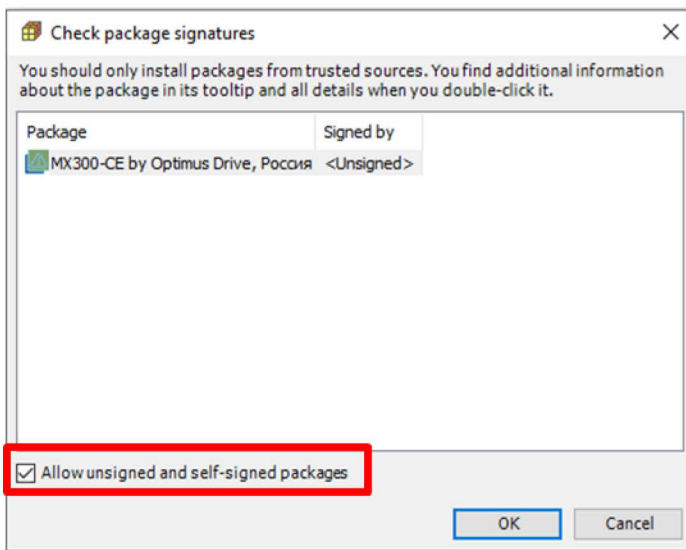 Check package signatures
You should only install packages from trusted sources. You find additional information
about the package in its tooltip and all details when you double-click it.
Package Signed by
MX300-CE by Optimus Drive, Россия <Unsigned>
Allow unsigned and self-signed packages
OK Cancel